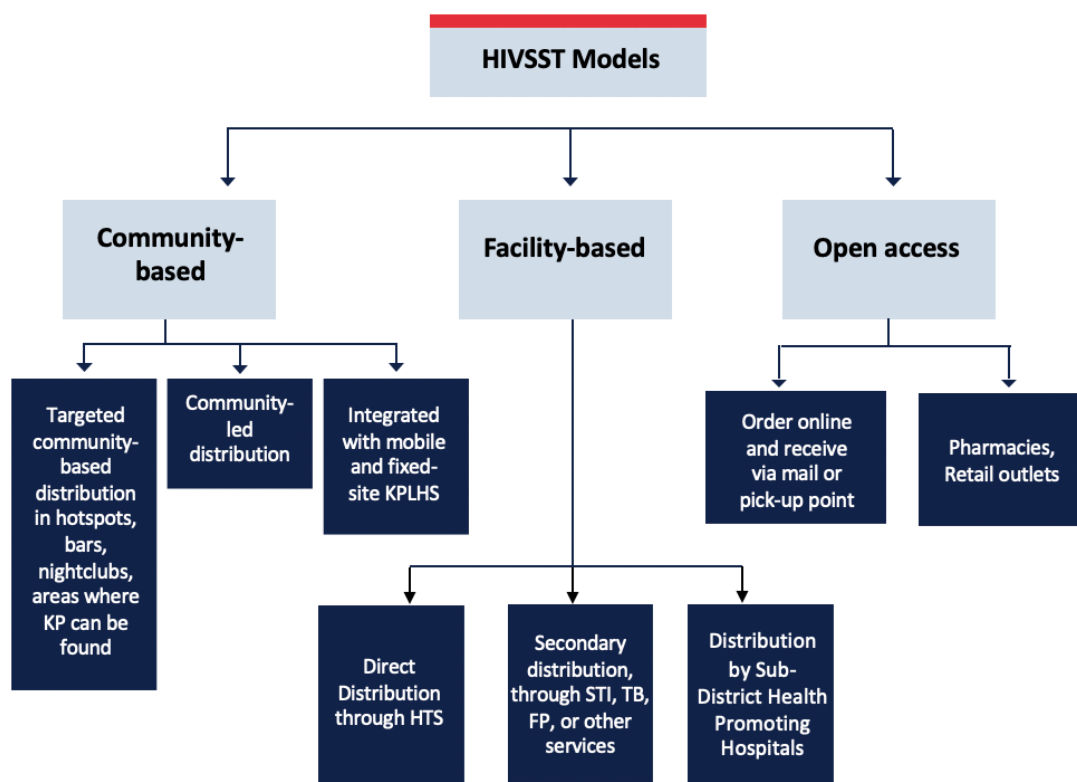 HIVSST Models
Community-
based
Facility-based
Open access
Targeted
community-
based
distribution
in hotspots,
bars,
nightclubs,
areas where
KP can be
found
Community-
led
distribution
Integrated
with mobile
and fixed-
site KPLHS
Order online
and receive
via mail or
pick-up point
Pharmacies,
Retail outlets
Direct
Distribution
through HTS
Secondary
distribution,
through STI, TB,
FP, or other
services
Distribution
by Sub-
District Health
Promoting
Hospitals